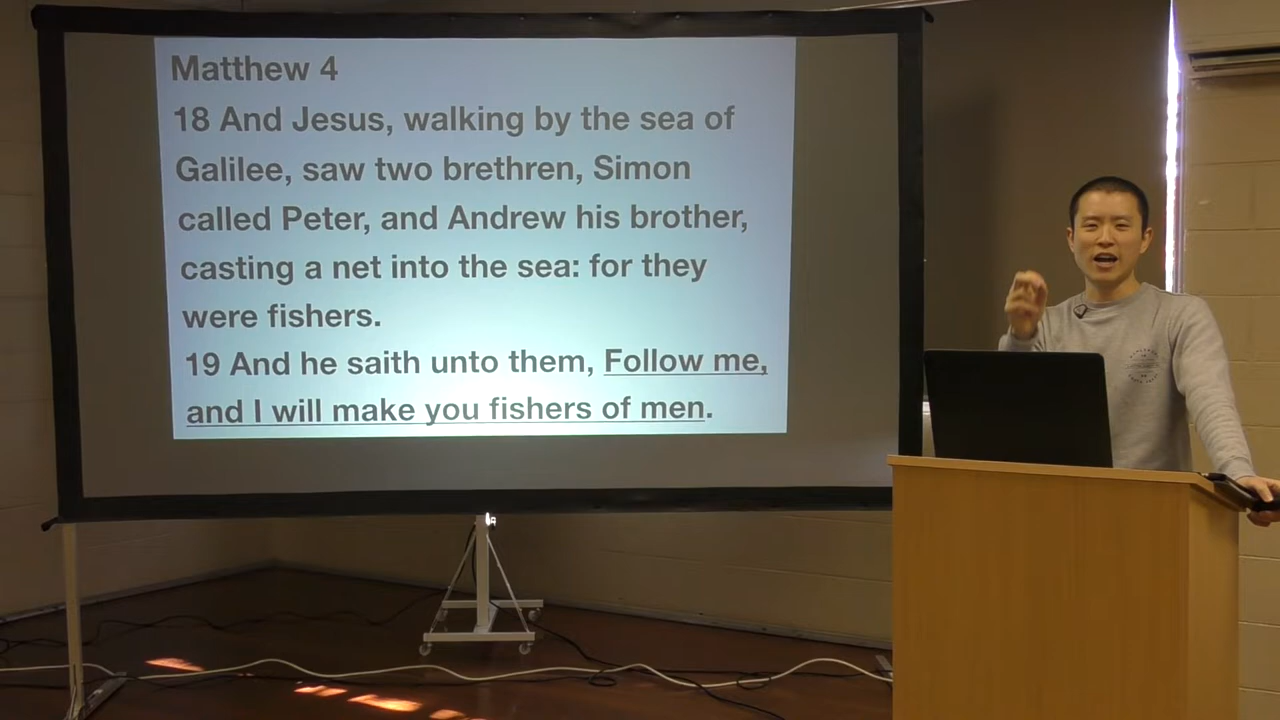 Matthew 4
18 And Jesus, walking by the sea of
Galilee, saw two brethren, Simon
called Peter, and Andrew his brother,
casting a net into the sea: for they
were fishers.
19 And he saith unto them, Follow me,
and I will make you fishers of men.